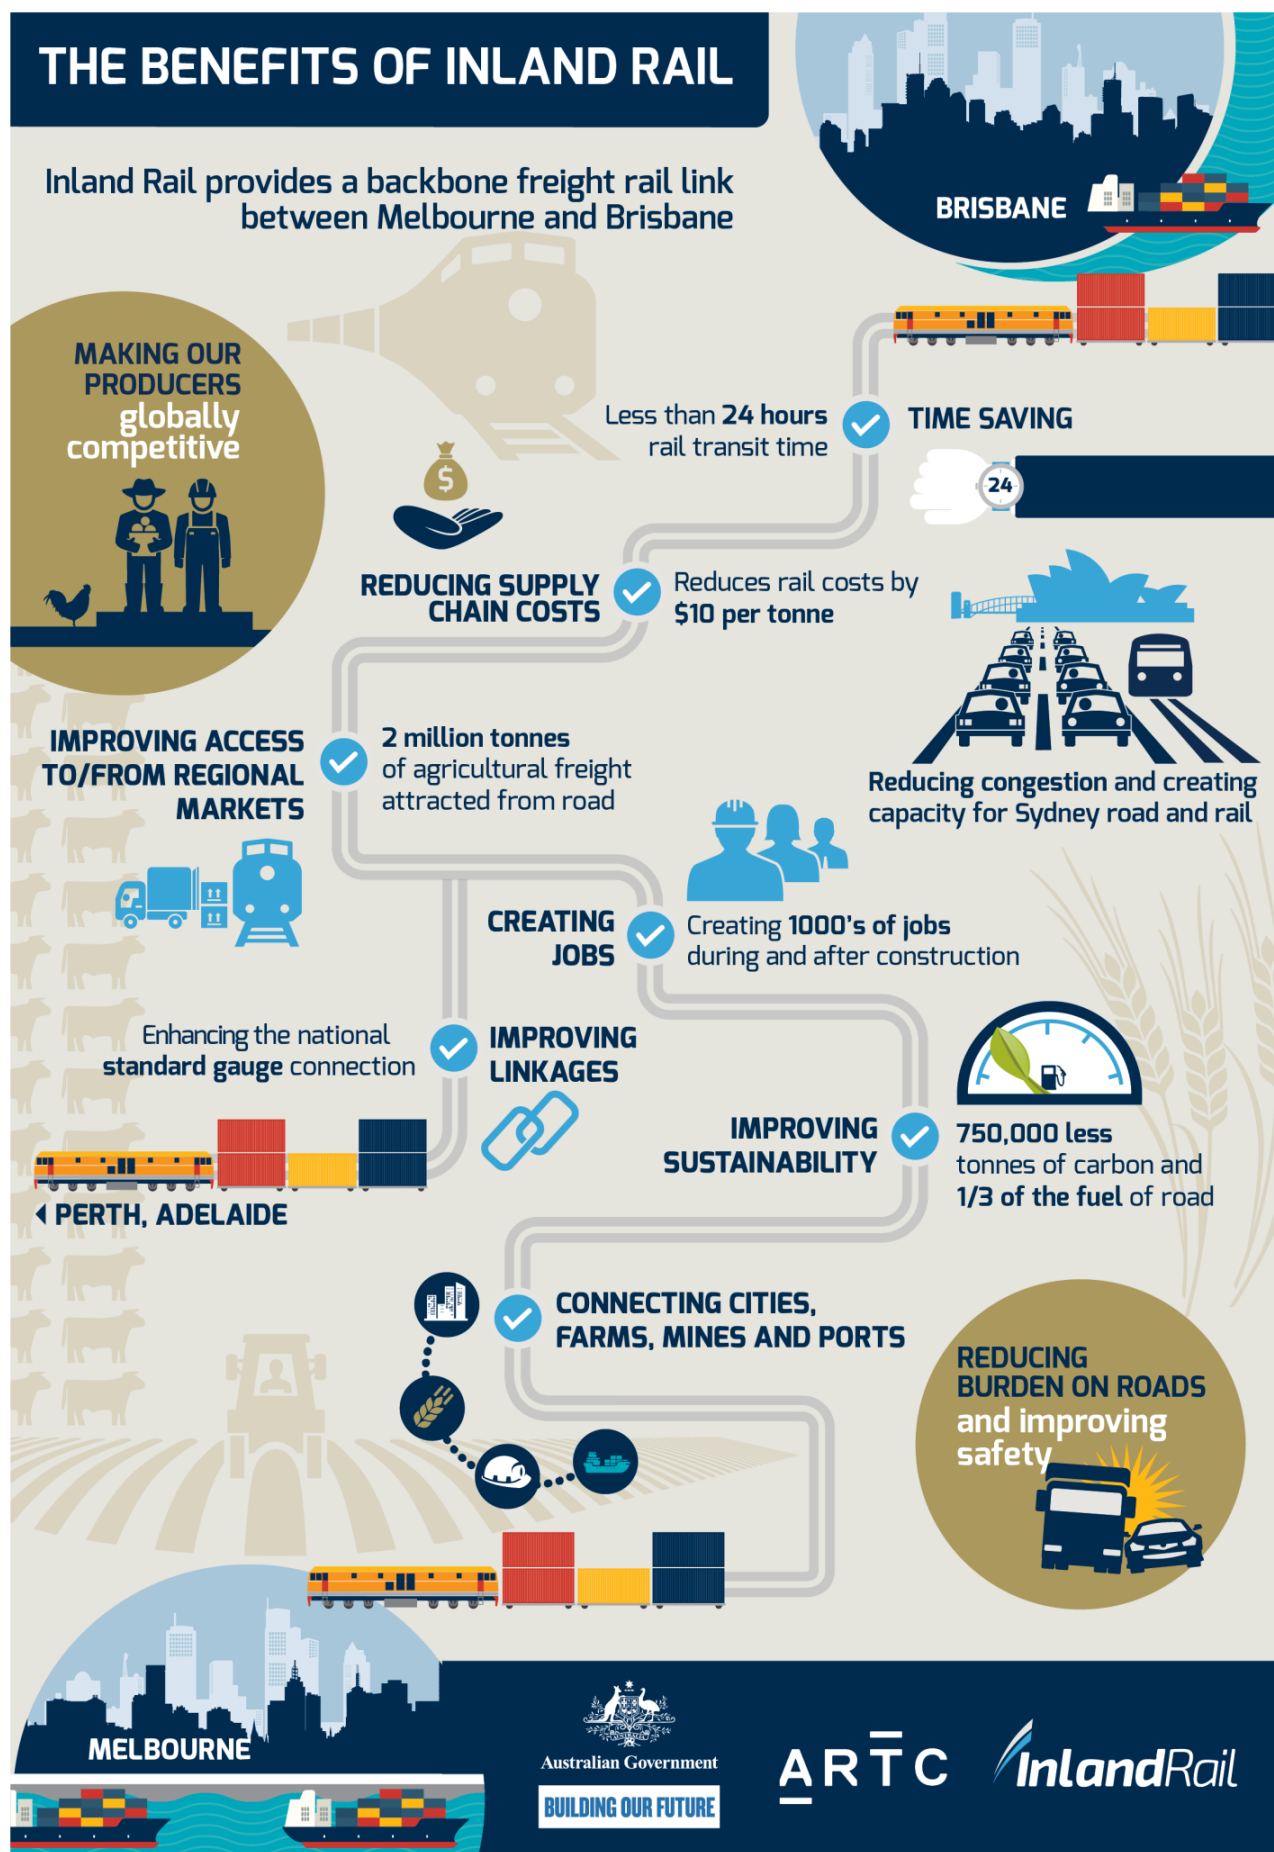 THE BENEFITS OF INLAND RAIL
Inland Rail provides a backbone freight rail link
between Melbourne and Brisbane
BRISBANE
MAKING OUR
PRODUCERS
globally
competitive
Less than 24 hours
rail transit time
TIME SAVING
24
$
REDUCING SUPPLY
CHAIN COSTS
Reduces rail costs by
$10 per tonne
Reducing congestion and creating
capacity for Sydney road and rail
IMPROVING ACCESS
TO/FROM REGIONAL
MARKETS
2 million tonnes
of agricultural freight
attracted from road
CREATING
JOBS
Creating 1000's of jobs
during and after construction
Enhancing the national
standard gauge connection
IMPROVING
LINKAGES
PERTH, ADELAIDE
IMPROVING
SUSTAINABILITY
750,000 less
tonnes of carbon and
1/3 of the fuel of road
CONNECTING CITIES,
FARMS, MINES AND PORTS
REDUCING
BURDEN ON ROADS
and improving
safety
MELBOURNE
Australian Government
BUILDING OUR FUTURE
ARTC
InlandRail